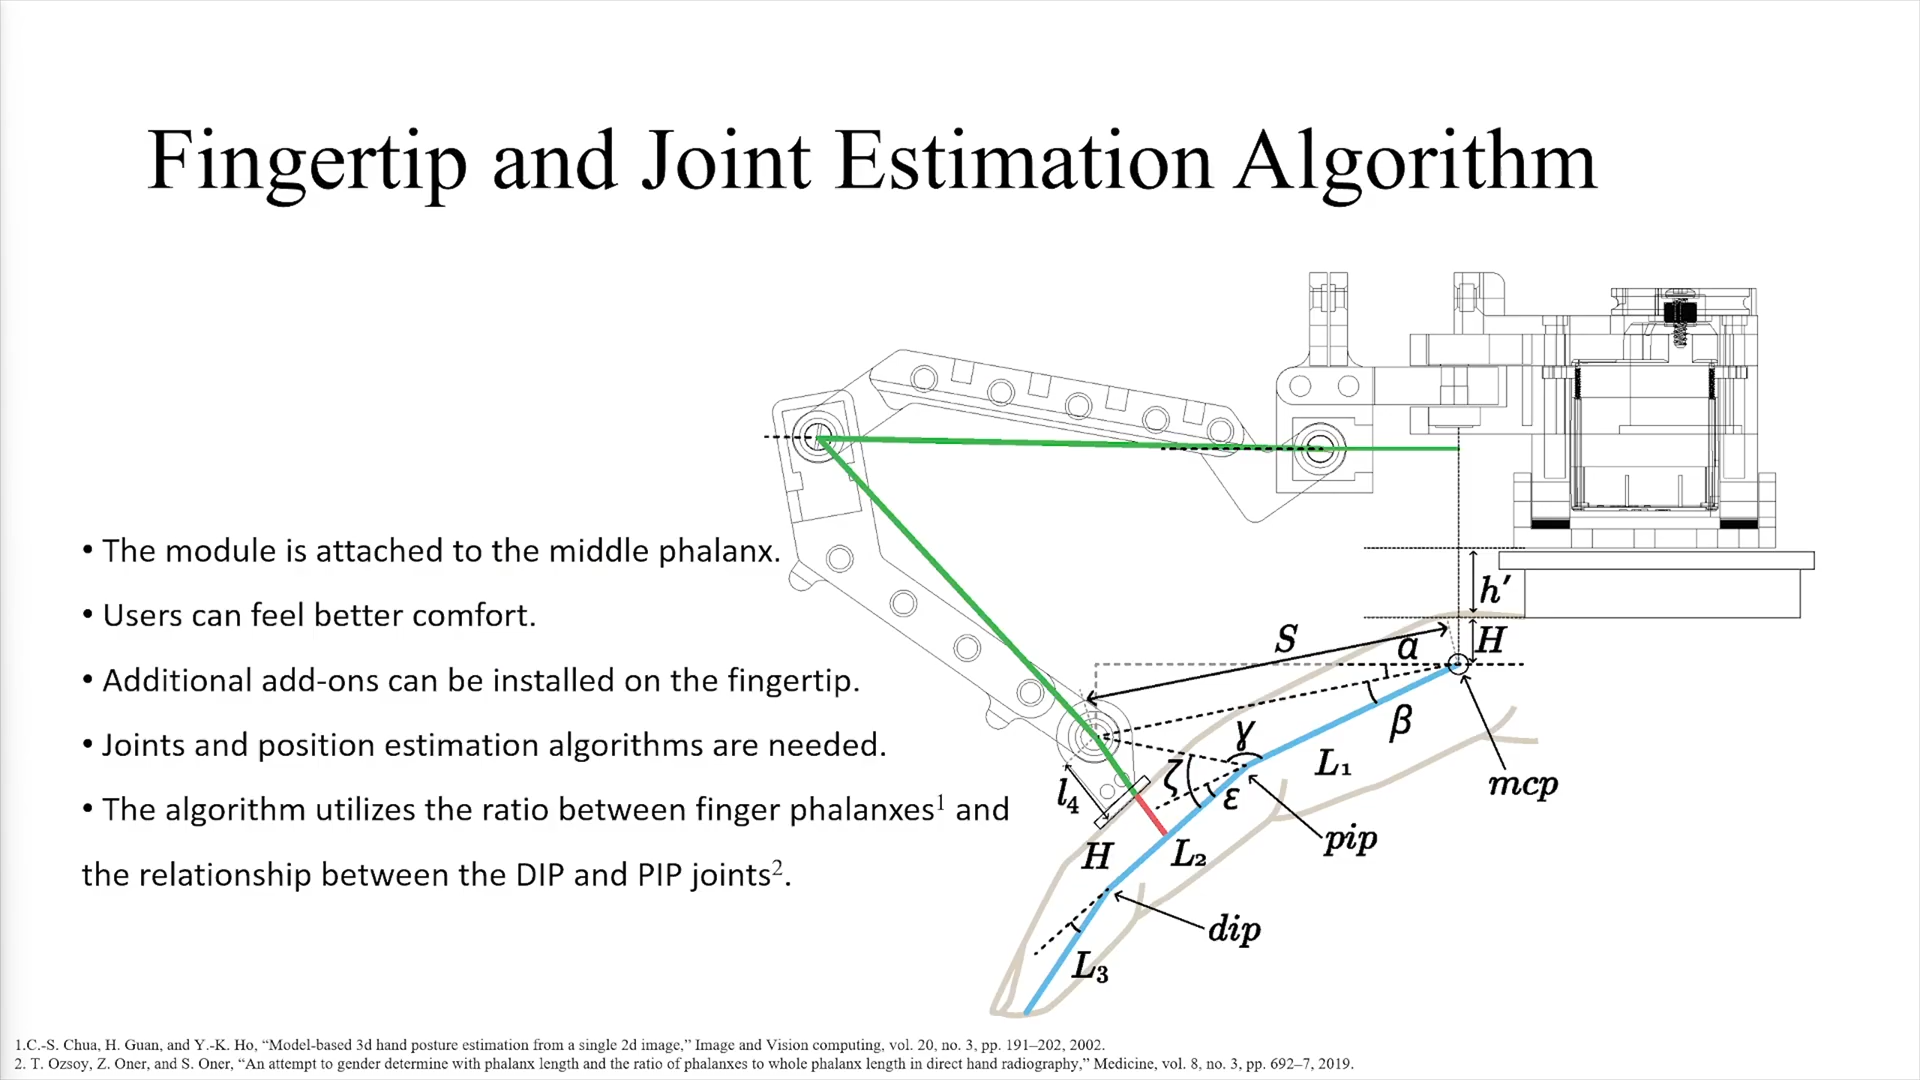 Fingertip and Joint Estimation Algorithm
• The module is attached to the middle phalanx.
• Users can feel better comfort.
• Additional add-ons can be installed on the fingertip.
• Joints and position estimation algorithms are needed.
• The algorithm utilizes the ratio between finger phalanxes¹ and
the relationship between the DIP and PIP joints².
h′
S
α
H
β
γ
L₁
mcp
ζ
ε
l₄
pip
H
L₂
dip
L₃
1.C.-S. Chua, H. Guan, and Y.-K. Ho, “Model-based 3d hand posture estimation from a single 2d image,” Image and Vision computing, vol. 20, no. 3, pp. 191–202, 2002.
2. T. Ozsoy, Z. Oner, and S. Oner, “An attempt to gender determine with phalanx length and the ratio of phalanxes to whole phalanx length in direct hand radiography,” Medicine, vol. 8, no. 3, pp. 692–7, 2019.